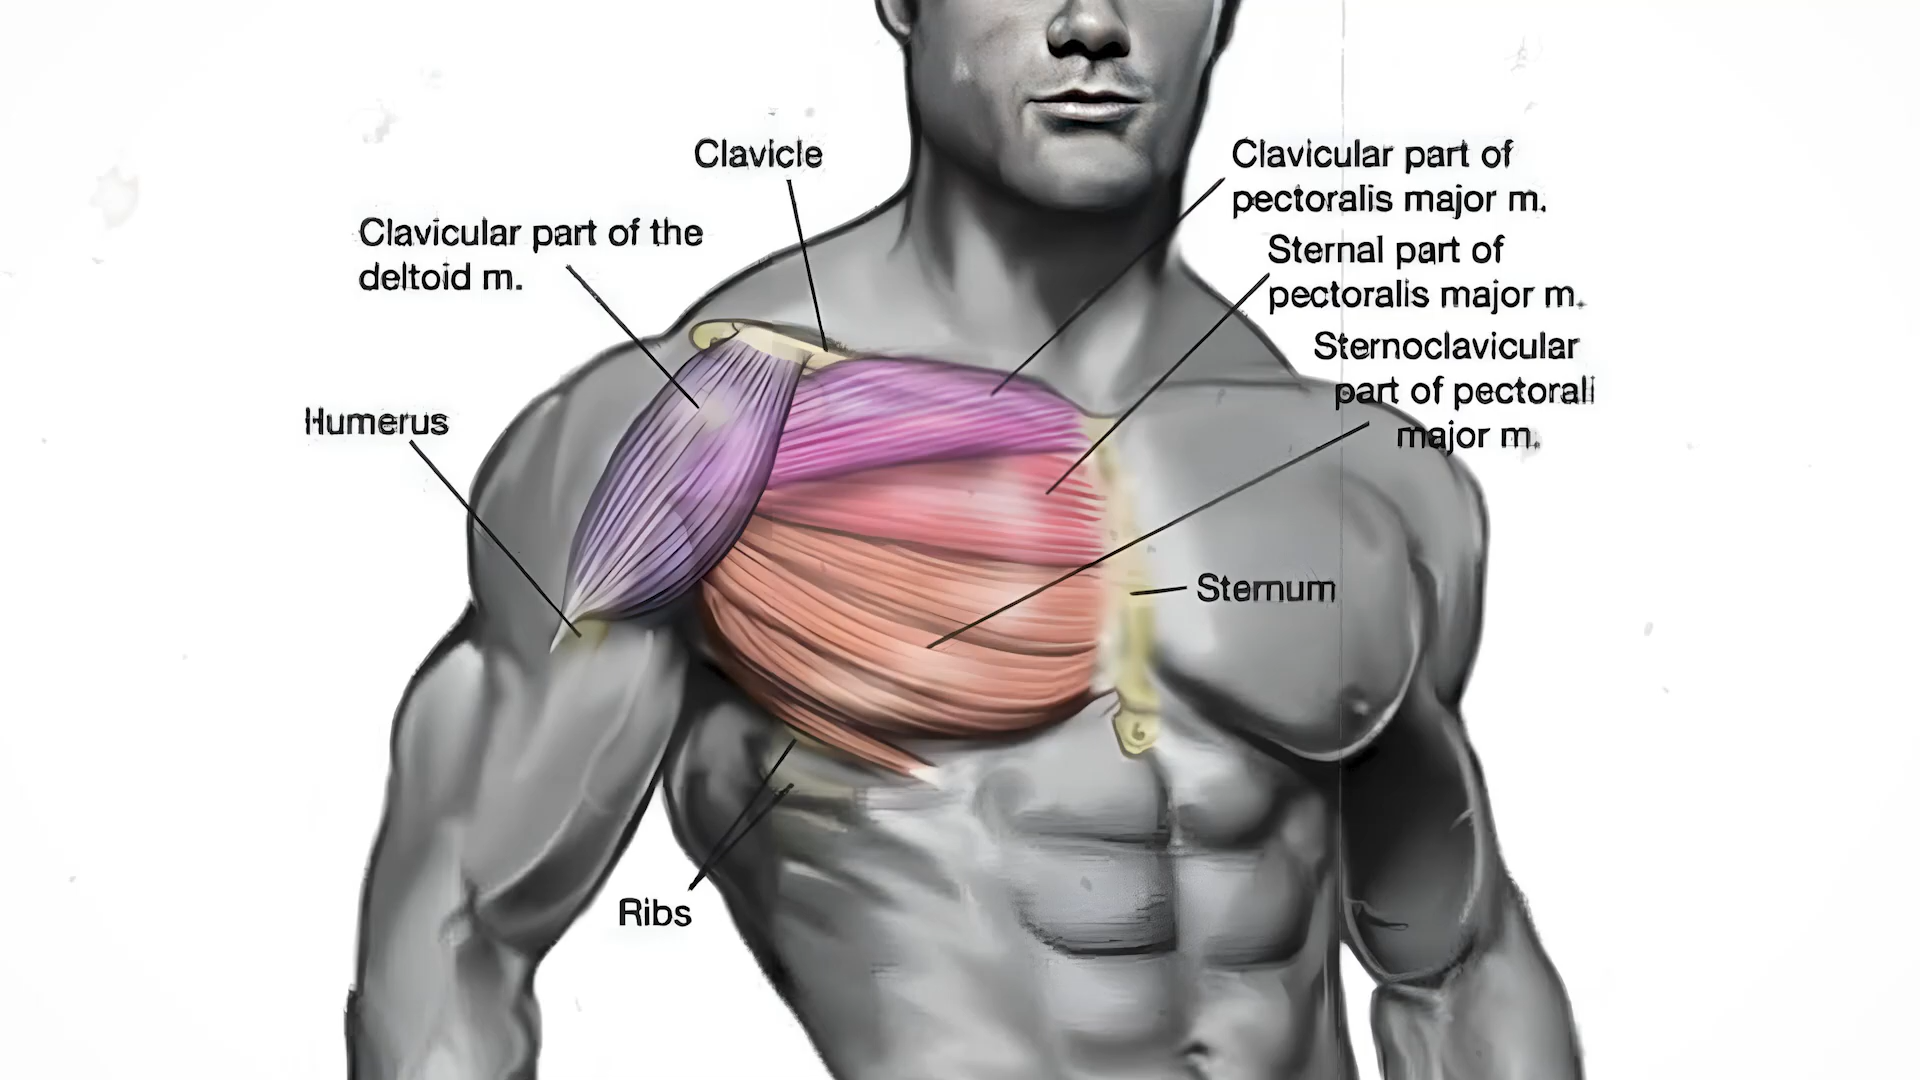 Clavicle
Clavicular part of the
deltoid m.
Humerus
Ribs
Clavicular part of
pectoralis major m.
Sternal part of
pectoralis major m.
Sternoclavicular
part of pectorali
major m.
Sternum